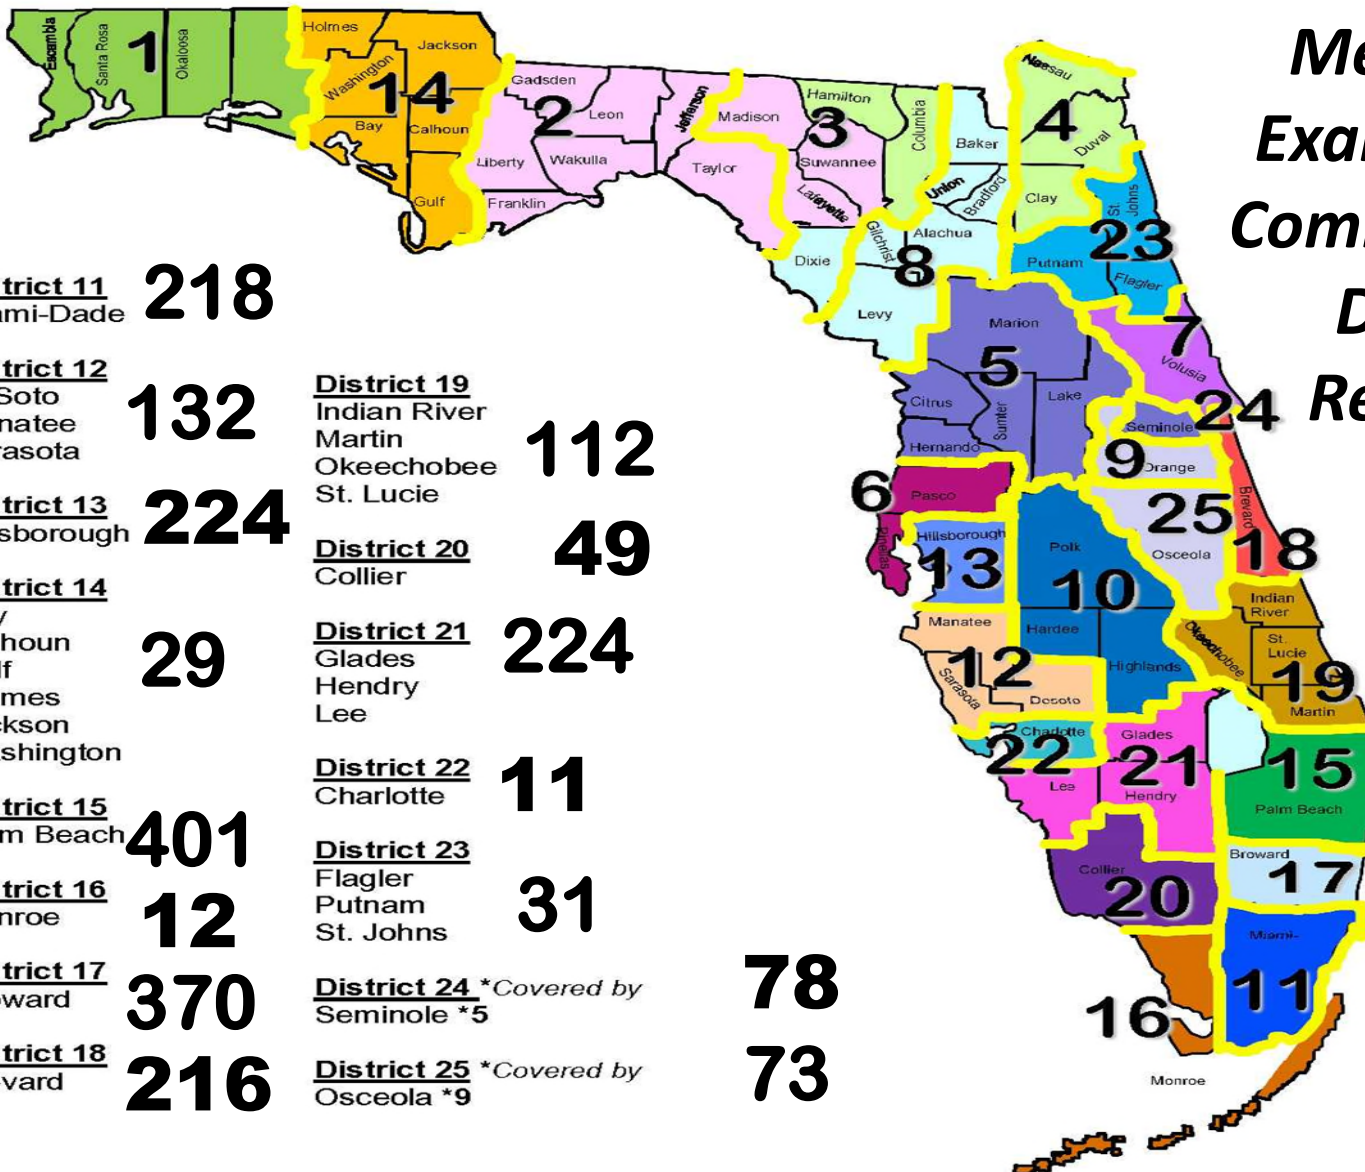 Me
Exa
Com
D
Re
trict 11
ami-Dade
218
trict 12
Soto
natee
rasota
132
trict 13
sborough
224
trict 14
y
houn
lf
mes
ckson
shington
29
trict 15
m Beach
401
trict 16
nroe
12
trict 17
ward
370
trict 18
vard
216
District 19
Indian River
Martin
Okeechobee
St. Lucie
112
District 20
Collier
49
District 21
Glades
Hendry
Lee
224
District 22
Charlotte
11
District 23
Flagler
Putnam
St. Johns
31
District 24 *Covered by
Seminole *5
78
District 25 *Covered by
Osceola *9
73
Escambia
Santa Rosa
Okaloosa
1
Holmes
Jackson
Washington
14
Bay
Calhoun
Gulf
Gadsden
Leon
2
Liberty
Wakulla
Franklin
Jefferson
Madison
Taylor
Hamilton
3
Suwannee
Lafayette
Columbia
Dixie
Baker
Union
Bradford
Gilchrist
Alachua
8
Levy
Nassau
4
Duval
Clay
St. Johns
23
Putnam
Flagler
Marion
5
Citrus
Sumter
Lake
Hernando
7
Volusia
24
Seminole
9
Orange
25
Osceola
Brevard
18
6
Pasco
Pinellas
Hillsborough
13
Polk
10
Hardee
Highlands
Manatee
12
Sarasota
Desoto
Indian
River
Okeechobee
St.
Lucie
19
Martin
Charlotte
22
Glades
21
Lee
Hendry
15
Palm Beach
Collier
20
Broward
17
Miami-
11
16
Monroe